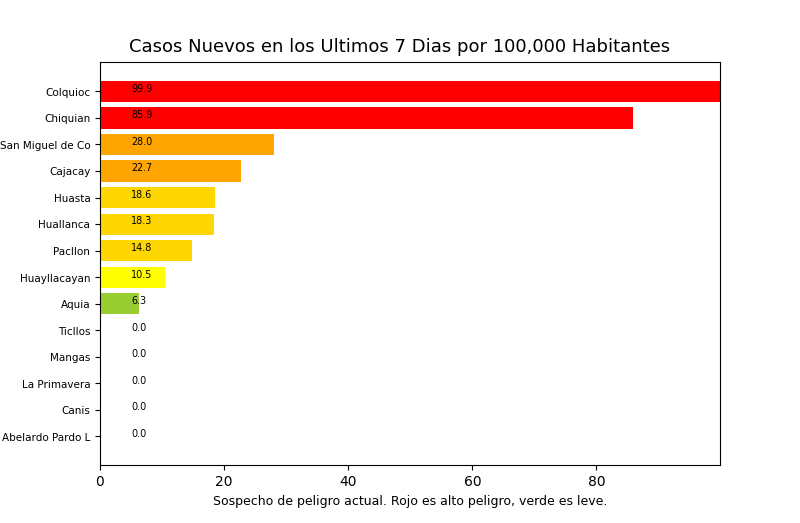 Casos Nuevos en los Ultimos 7 Dias por 100,000 Habitantes
Colquioc 99.9
Chiquian 85.9
San Miguel de Co 28.0
Cajacay 22.7
Huasta 18.6
Huallanca 18.3
Pacllon 14.8
Huayllacayan 10.5
Aquia 6.3
Ticllos 0.0
Mangas 0.0
La Primavera 0.0
Canis 0.0
Abelardo Pardo L 0.0
0 20 40 60 80
Sospecho de peligro actual. Rojo es alto peligro, verde es leve.